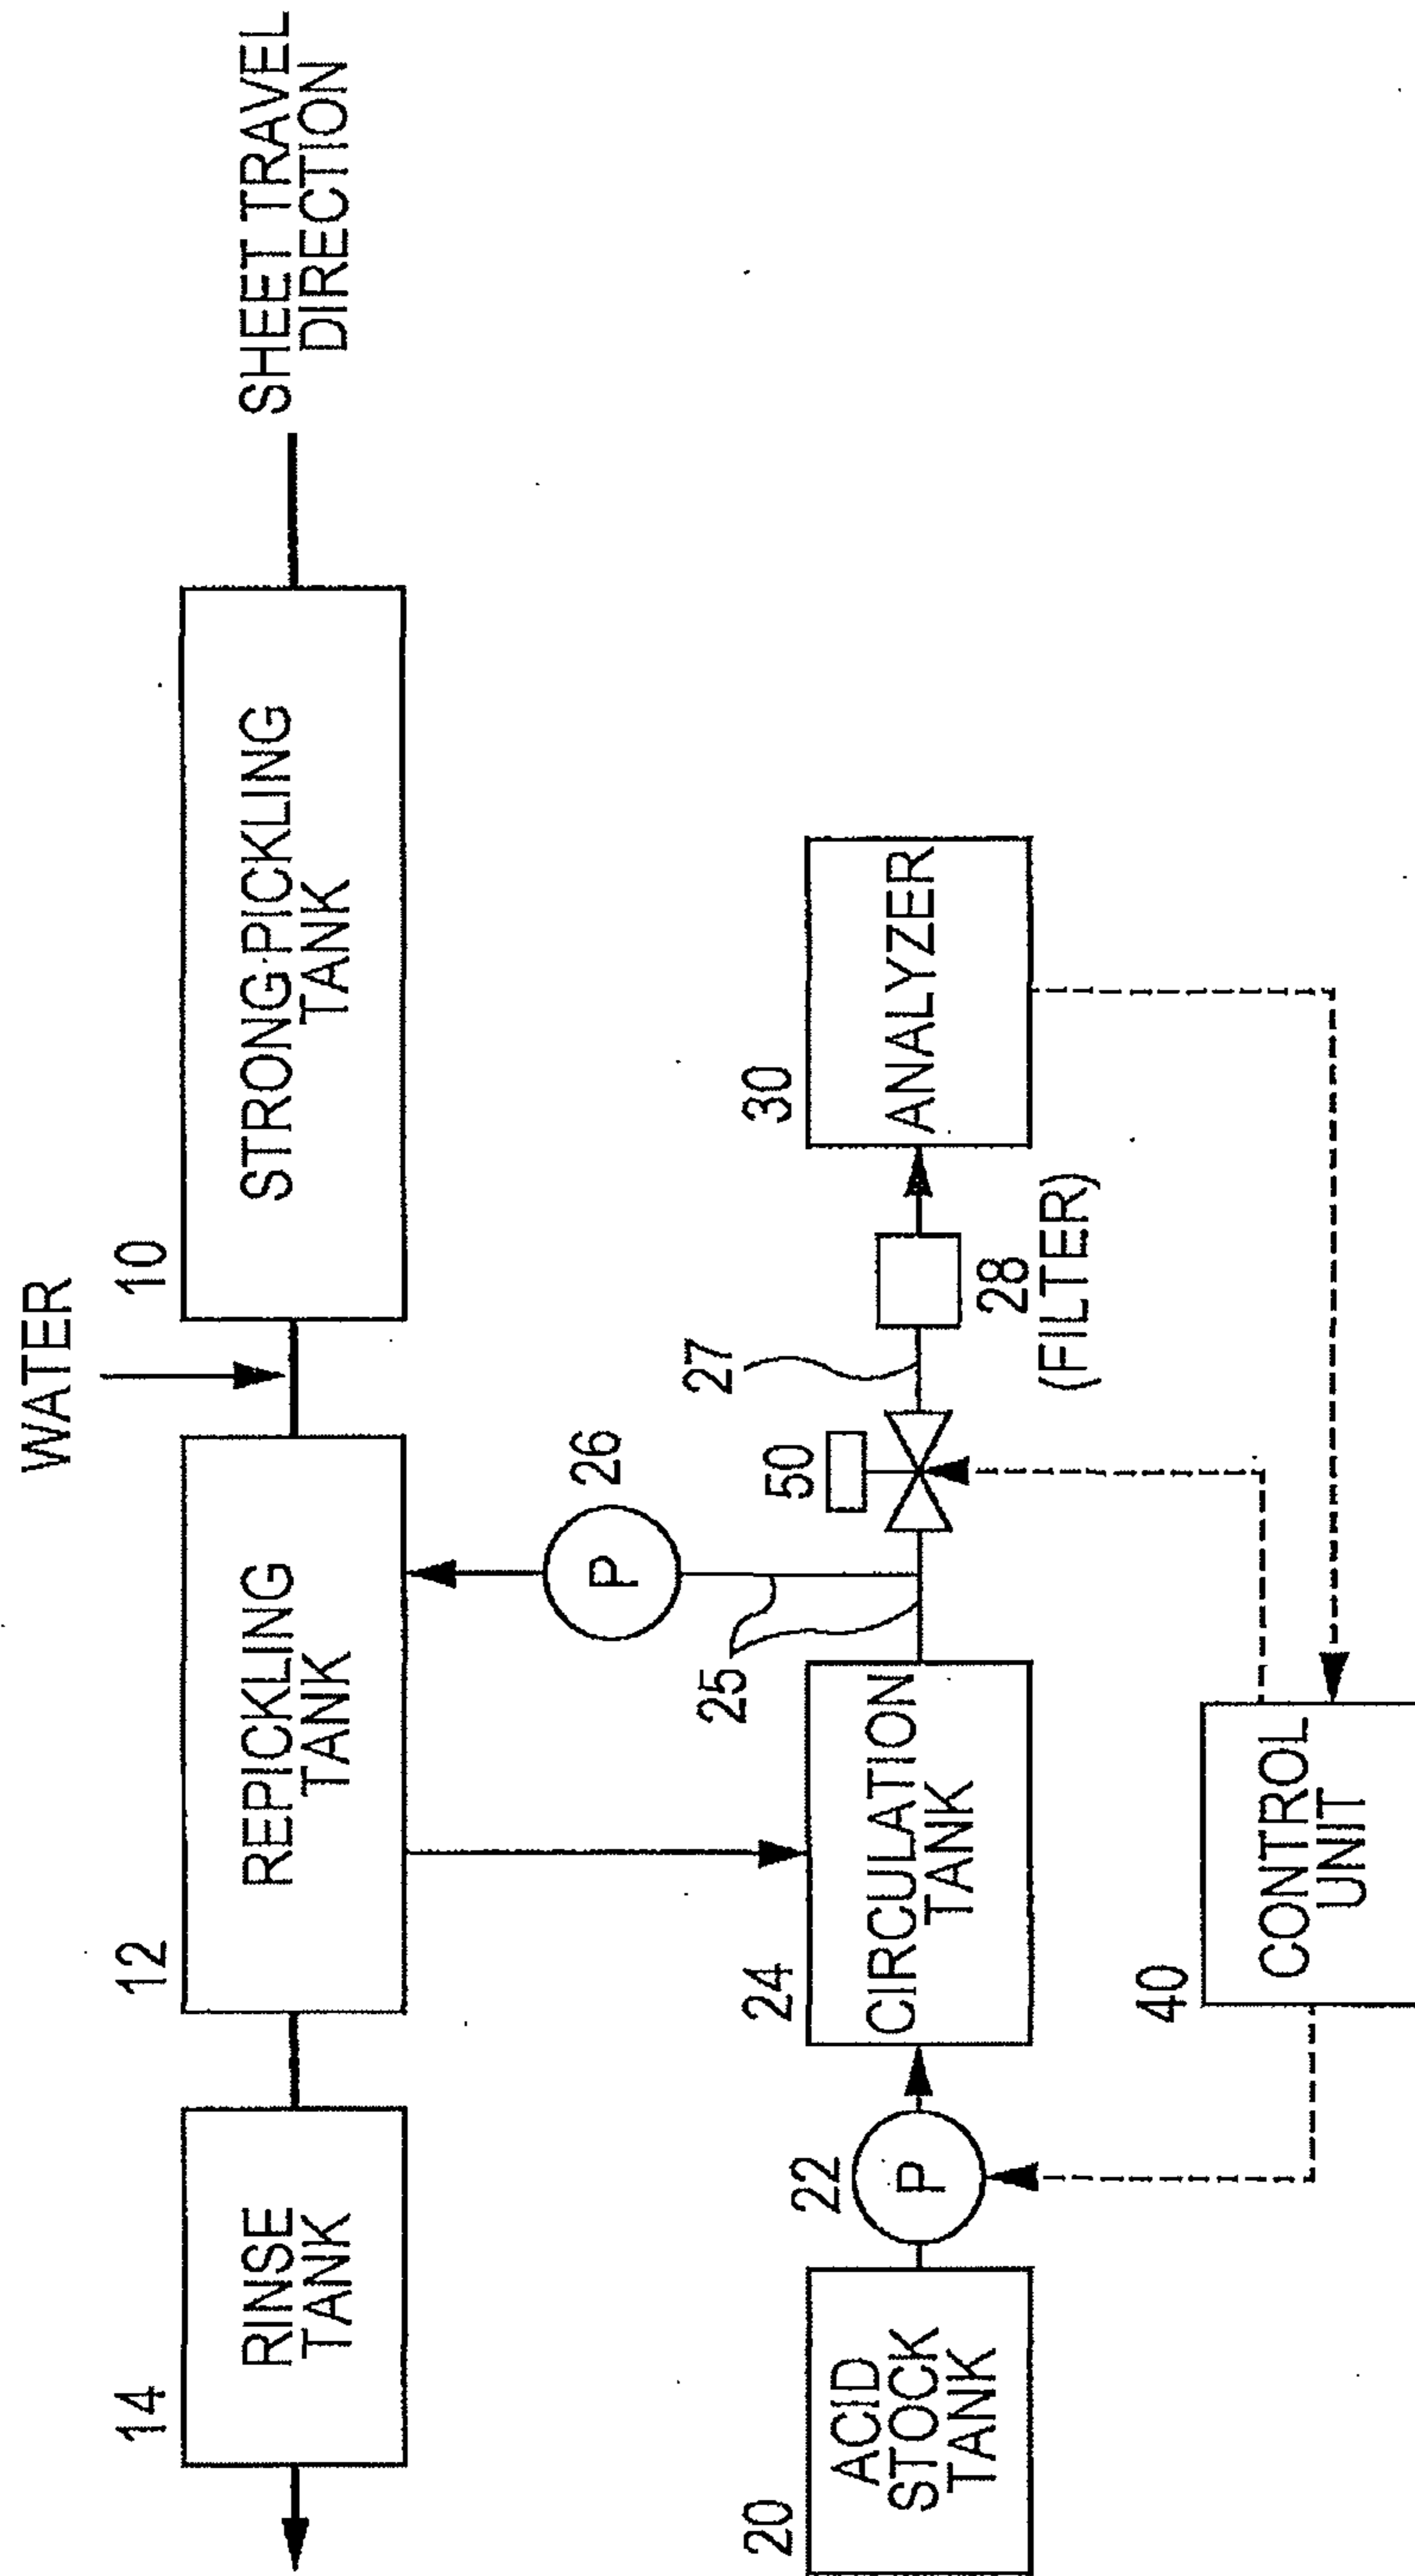 SHEET TRAVEL
DIRECTION
WATER
14
RINSE
TANK
12
REPICKLING
TANK
10
STRONG-PICKLING
TANK
26
P
25
50
27
28
(FILTER)
20
ACID
STOCK
TANK
22
P
24
CIRCULATION
TANK
30
ANALYZER
40
CONTROL
UNIT